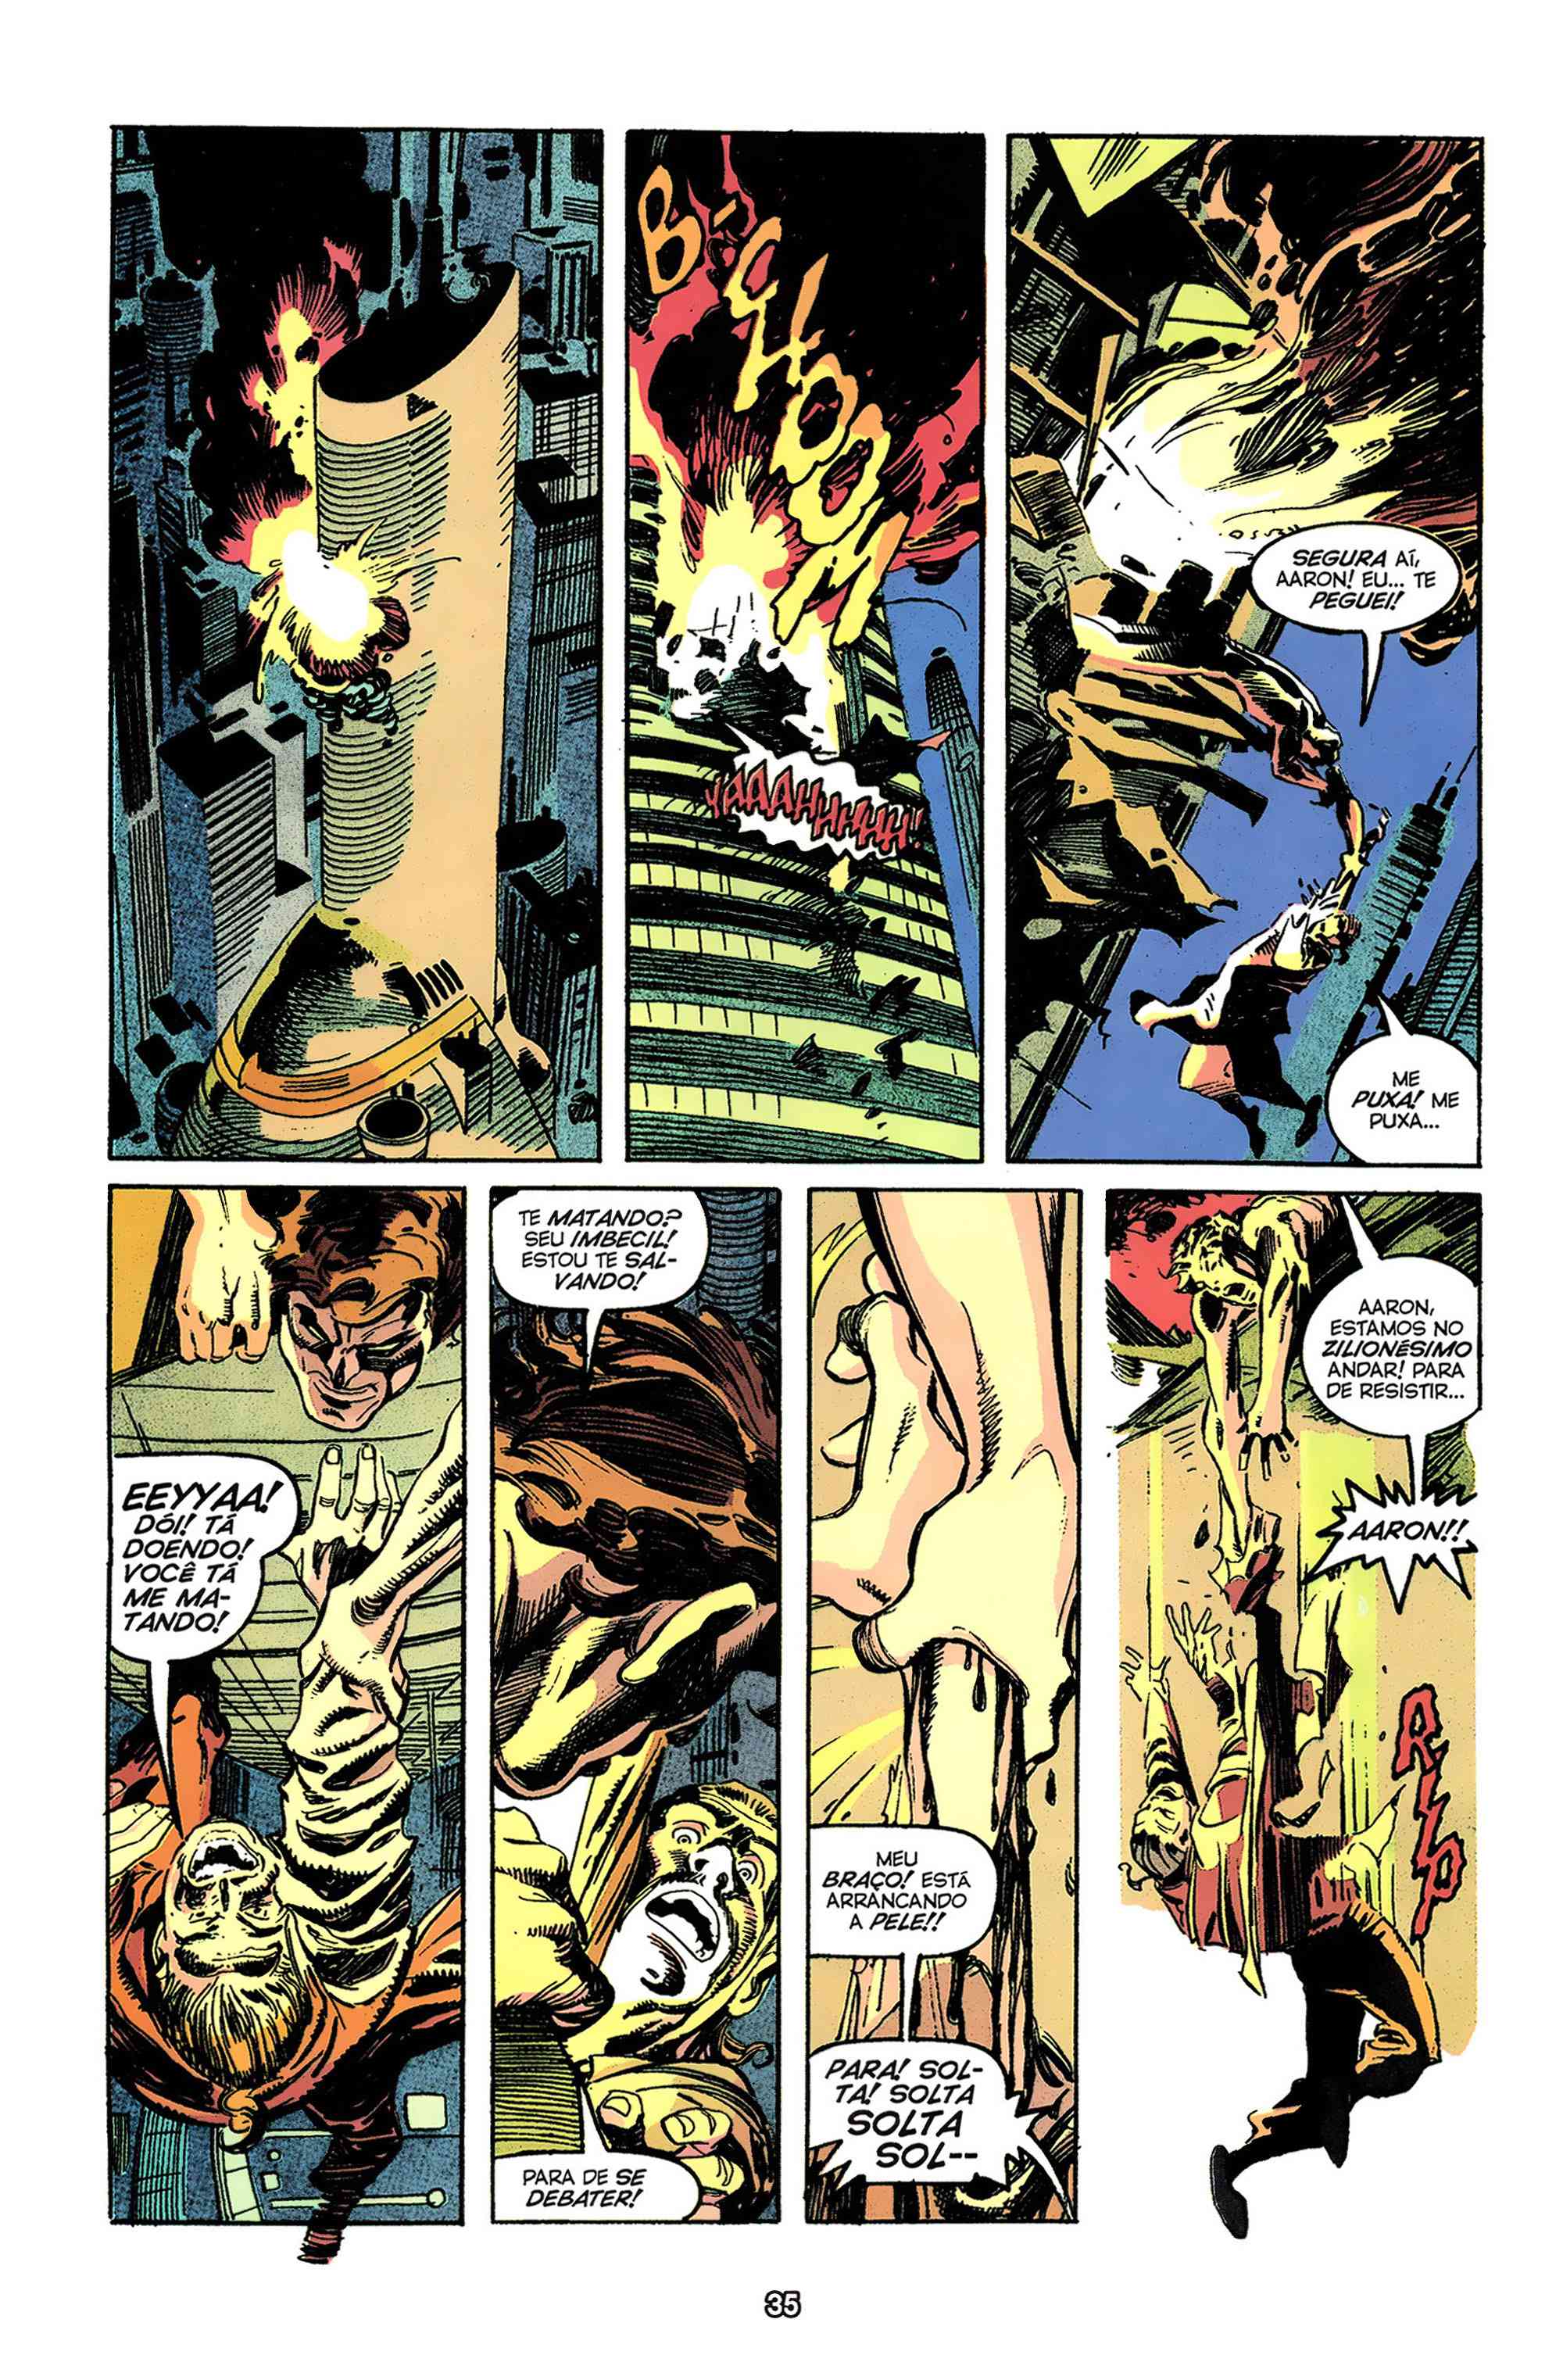 B-CHOOOM
YAAAHHHHH!
SEGURA AÍ,
AARON! EU... TE
PEGUEI!
ME
PUXA! ME
PUXA...
EEYYAA!
DÓI! TÁ
DOENDO!
VOCÊ TÁ
ME MA-
TANDO!
TE MATANDO?
SEU IMBECIL!
ESTOU TE SAL-
VANDO!
PARA DE SE
DEBATER!
MEU
BRAÇO! ESTÁ
ARRANCANDO
A PELE!!
PARA! SOL-
TA! SOLTA
SOLTA
SOL--
AARON,
ESTAMOS NO
ZILIONÉSIMO
ANDAR! PARA
DE RESISTIR...
AARON!!
RIIP
35